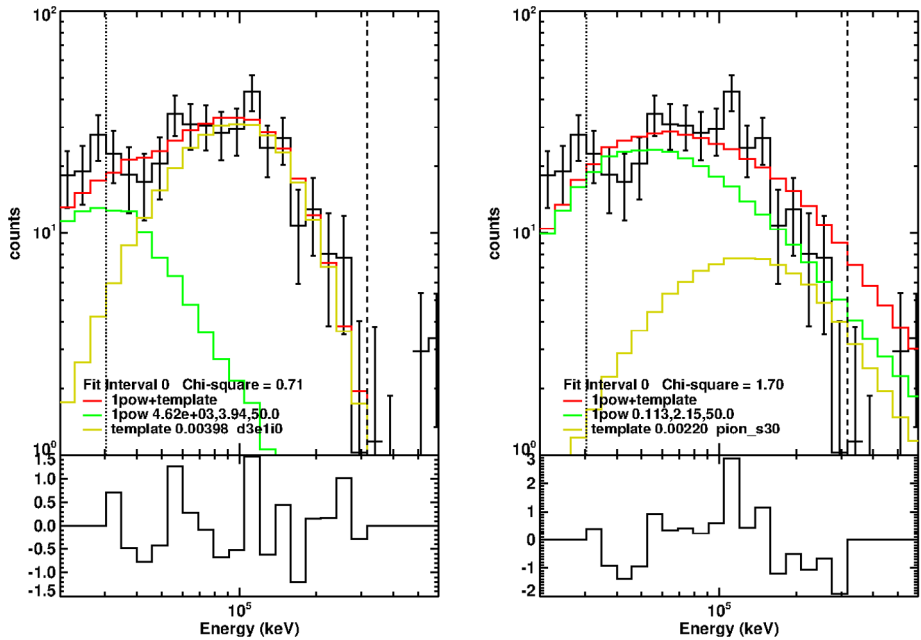 10²
10¹
10⁰
counts
Fit Interval 0 Chi-square = 0.71
1pow+template
1pow 4.62e+03,3.94,50.0
template 0.00398 d3e1i0
1.5
1.0
0.5
0.0
-0.5
-1.0
-1.5
10⁵
Energy (keV)
10²
10¹
10⁰
counts
Fit Interval 0 Chi-square = 1.70
1pow+template
1pow 0.113,2.15,50.0
template 0.00220 pion_s30
3
2
1
0
-1
-2
10⁵
Energy (keV)